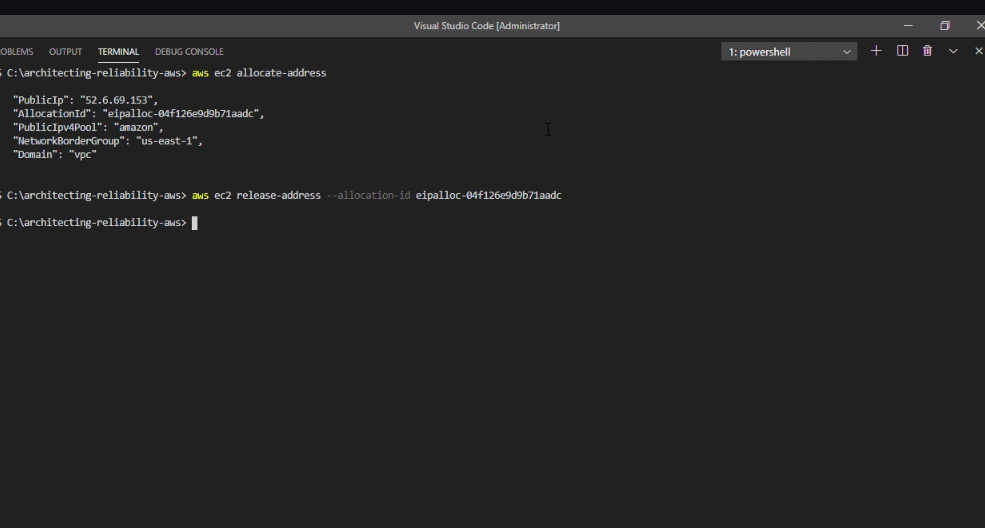 Visual Studio Code [Administrator]
OBLEMS OUTPUT TERMINAL DEBUG CONSOLE 1: powershell
C:\architecting-reliability-aws> aws ec2 allocate-address
"PublicIp": "52.6.69.153",
"AllocationId": "eipalloc-04f126e9d9b71aadc",
"PublicIpv4Pool": "amazon",
"NetworkBorderGroup": "us-east-1",
"Domain": "vpc"
C:\architecting-reliability-aws> aws ec2 release-address --allocation-id eipalloc-04f126e9d9b71aadc
C:\architecting-reliability-aws>